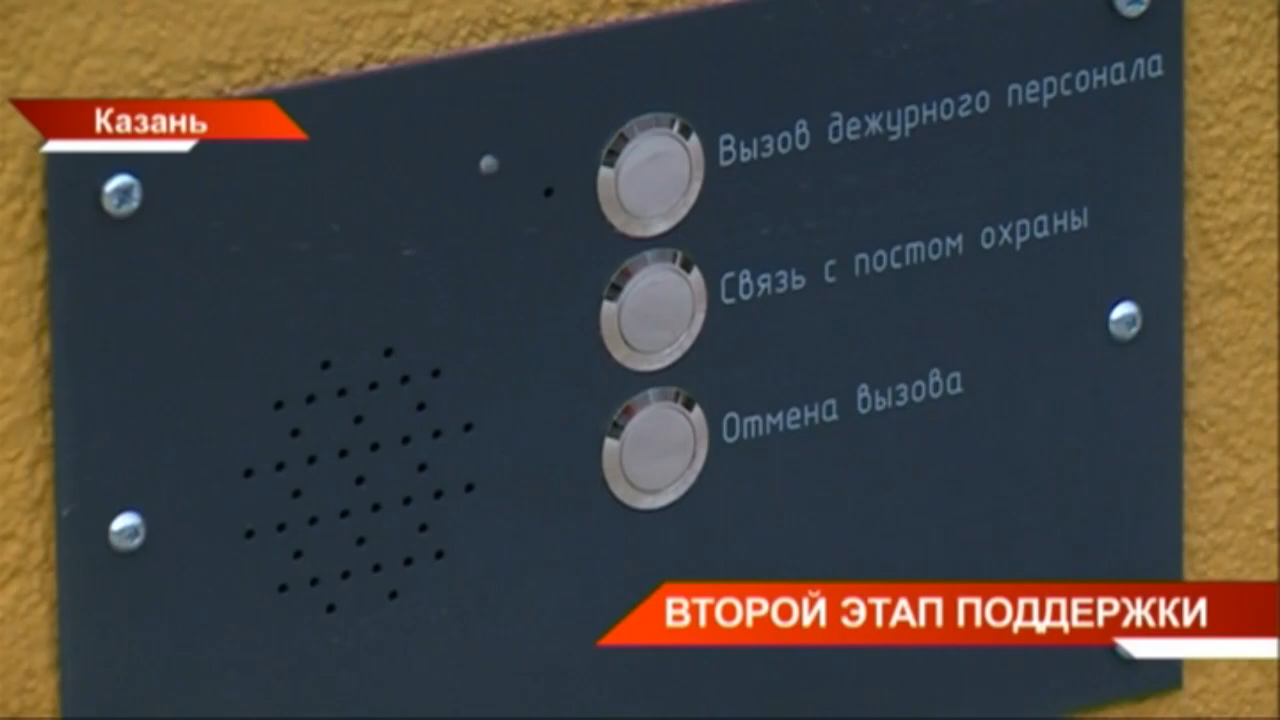 Казань
Вызов дежурного персонала
Связь с постом охраны
Отмена вызова
ВТОРОЙ ЭТАП ПОДДЕРЖКИ